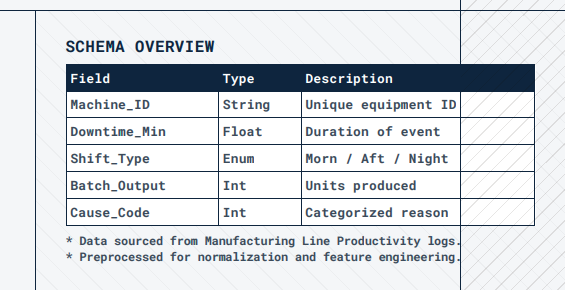 SCHEMA OVERVIEW
Field Type Description
Machine_ID String Unique equipment ID
Downtime_Min Float Duration of event
Shift_Type Enum Morn / Aft / Night
Batch_Output Int Units produced
Cause_Code Int Categorized reason
* Data sourced from Manufacturing Line Productivity logs.
* Preprocessed for normalization and feature engineering.